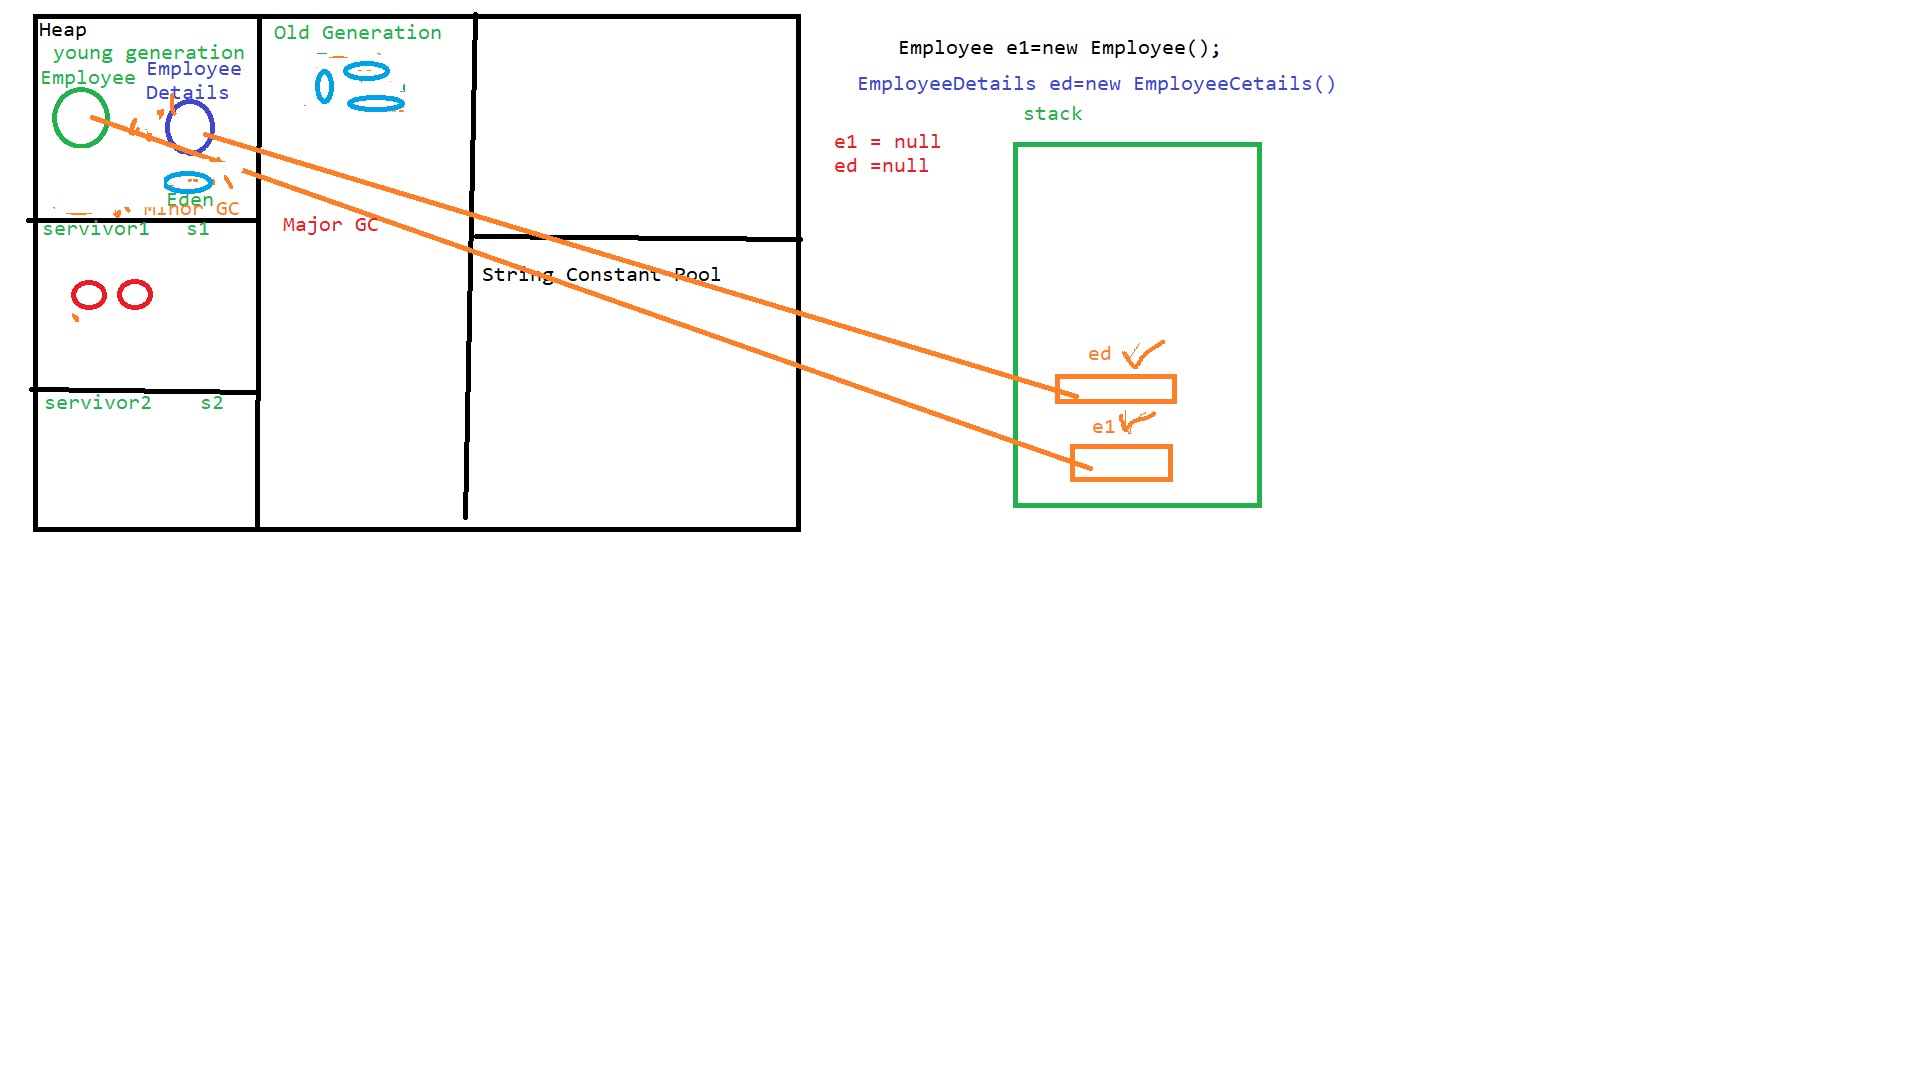 Heap
young generation
Employee
Employee
Details
Eden
Minor GC
servivor1 s1
servivor2 s2
Old Generation
Major GC
String Constant Pool
Employee e1=new Employee();
EmployeeDetails ed=new EmployeeCetails()
stack
e1 = null
ed =null
ed
e1